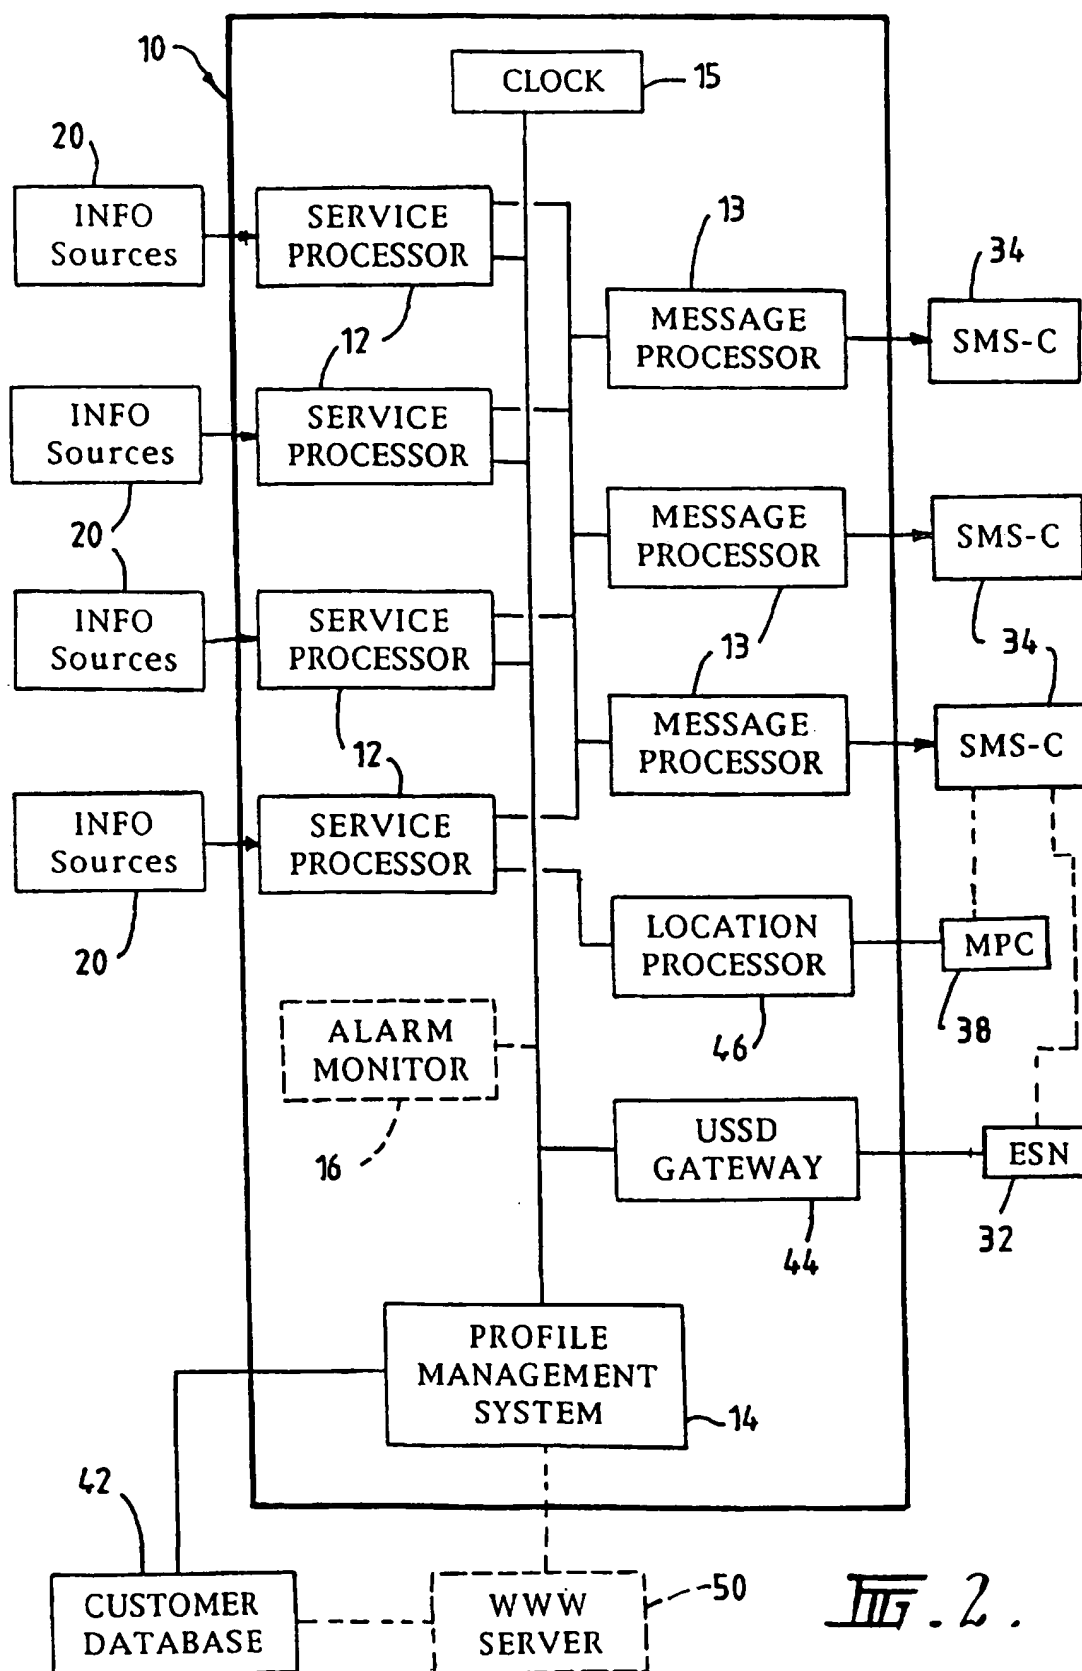 10
CLOCK
15
20
INFO
Sources
SERVICE
PROCESSOR
13
34
MESSAGE
PROCESSOR
SMS-C
12
INFO
Sources
SERVICE
PROCESSOR
20
20
MESSAGE
PROCESSOR
SMS-C
INFO
Sources
SERVICE
PROCESSOR
13
34
12
MESSAGE
PROCESSOR
SMS-C
INFO
Sources
SERVICE
PROCESSOR
20
LOCATION
PROCESSOR
MPC
46
38
ALARM
MONITOR
16
USSD
GATEWAY
ESN
44
32
PROFILE
MANAGEMENT
SYSTEM
14
42
CUSTOMER
DATABASE
WWW
SERVER
50
FIG. 2.